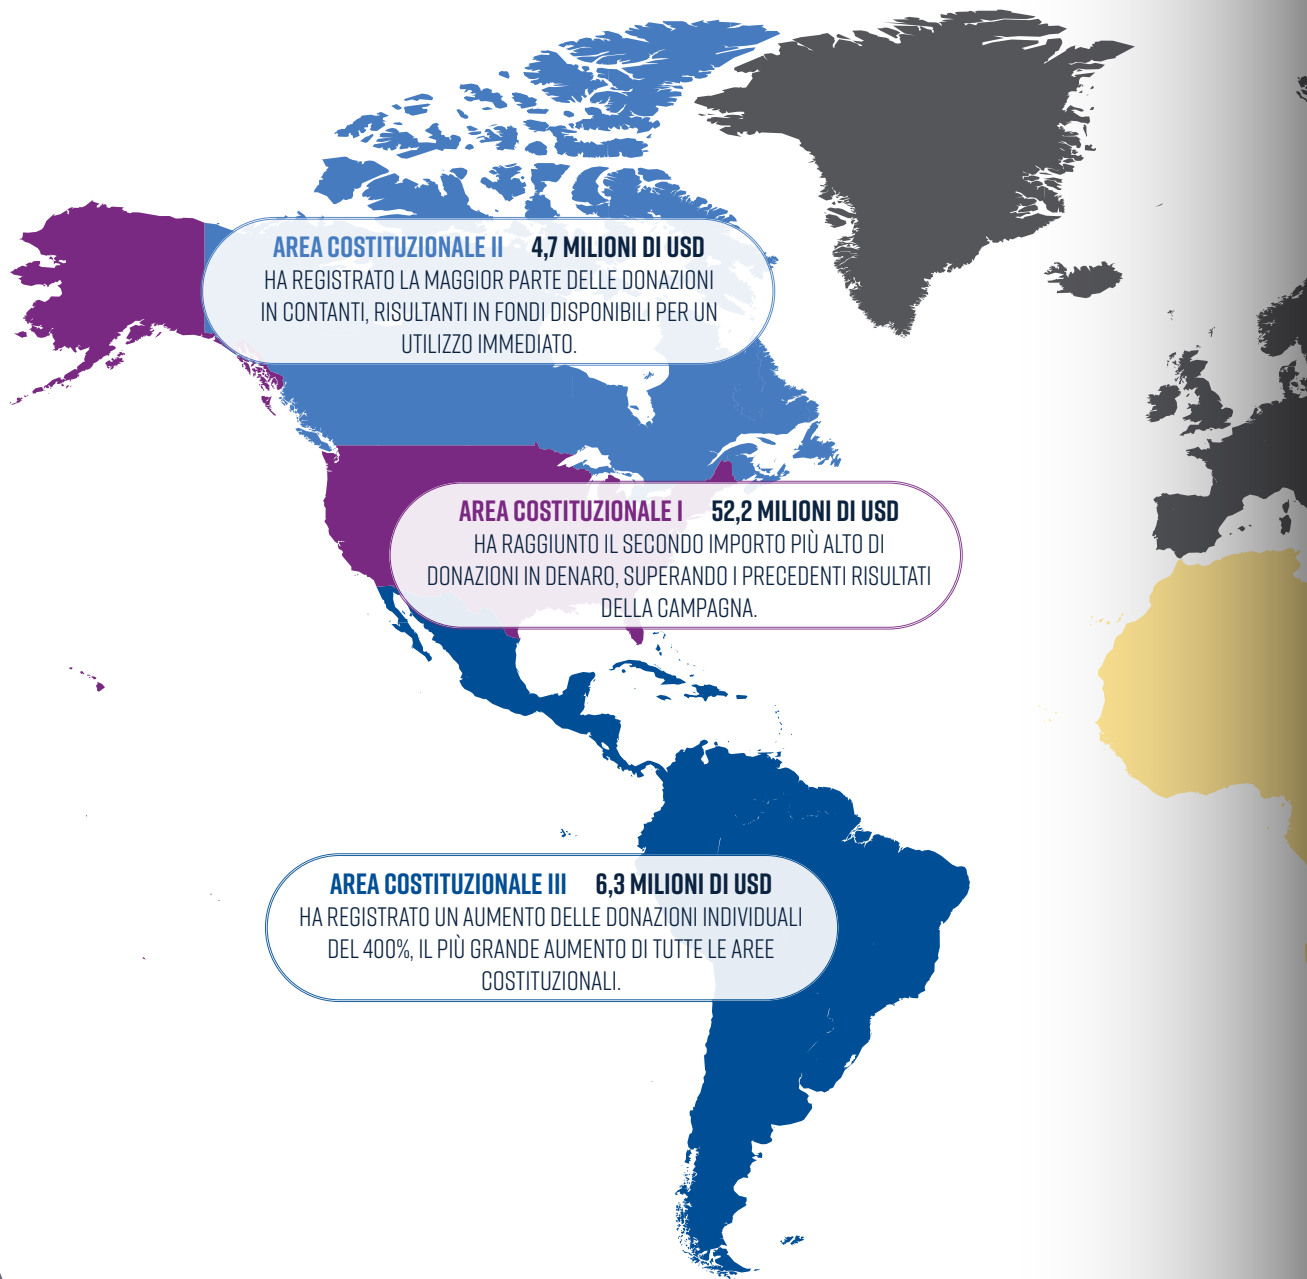 AREA COSTITUZIONALE II 4,7 MILIONI DI USD
HA REGISTRATO LA MAGGIOR PARTE DELLE DONAZIONI
IN CONTANTI, RISULTANTI IN FONDI DISPONIBILI PER UN
UTILIZZO IMMEDIATO.
AREA COSTITUZIONALE I 52,2 MILIONI DI USD
HA RAGGIUNTO IL SECONDO IMPORTO PIÙ ALTO DI
DONAZIONI IN DENARO, SUPERANDO I PRECEDENTI RISULTATI
DELLA CAMPAGNA.
AREA COSTITUZIONALE III 6,3 MILIONI DI USD
HA REGISTRATO UN AUMENTO DELLE DONAZIONI INDIVIDUALI
DEL 400%, IL PIÙ GRANDE AUMENTO DI TUTTE LE AREE
COSTITUZIONALI.